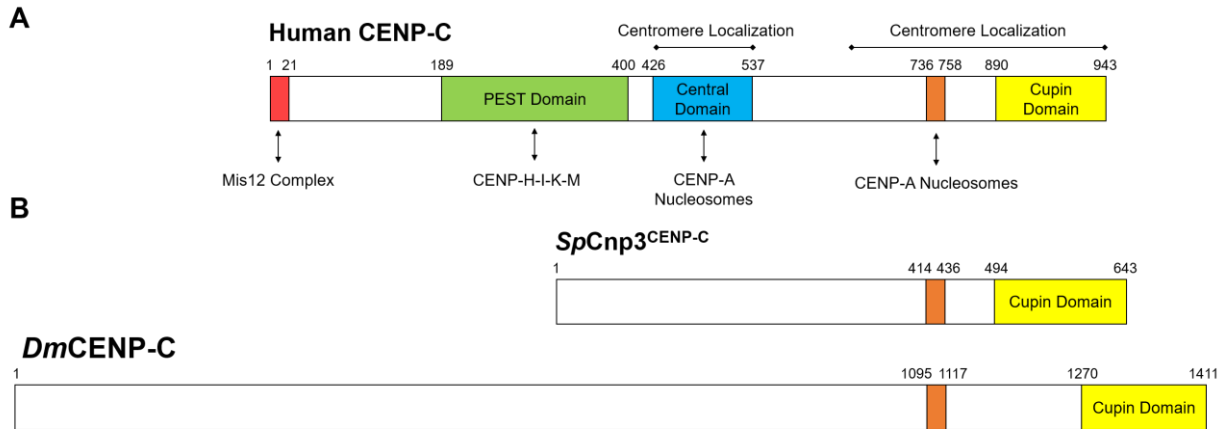 A
Human CENP-C
Centromere Localization
Centromere Localization
1 21 189 400 426 537 736 758 890 943
PEST Domain
Central
Domain
Cupin
Domain
Mis12 Complex
CENP-H-I-K-M
CENP-A
Nucleosomes
CENP-A Nucleosomes
B
SpCnp3CENP-C
1 414 436 494 643
Cupin Domain
DmCENP-C
1 1095 1117 1270 1411
Cupin Domain